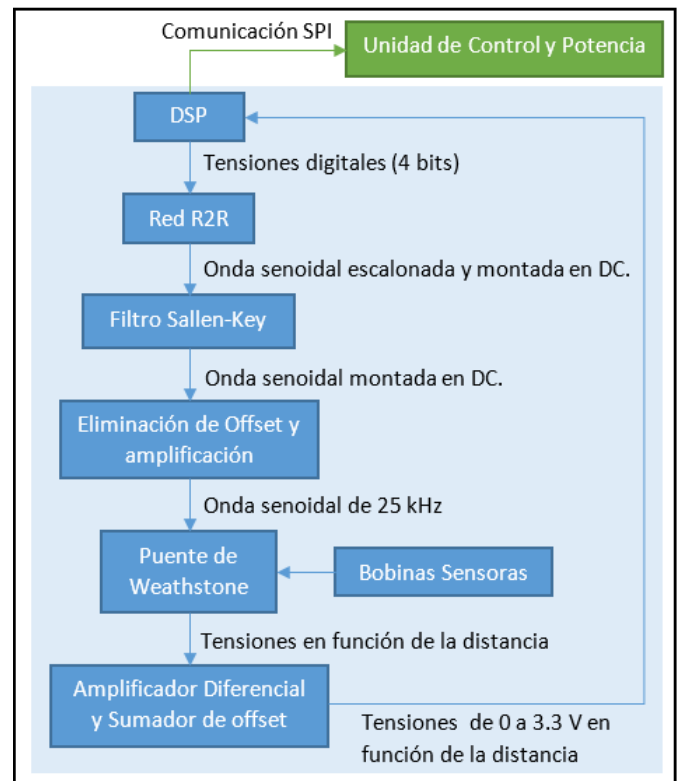 Comunicación SPI
Unidad de Control y Potencia
DSP
Tensiones digitales (4 bits)
Red R2R
Onda senoidal escalonada y montada en DC.
Filtro Sallen-Key
Onda senoidal montada en DC.
Eliminación de Offset y
amplificación
Onda senoidal de 25 kHz
Puente de
Weathstone
Bobinas Sensoras
Tensiones en función de la distancia
Amplificador Diferencial
y Sumador de offset
Tensiones de 0 a 3.3 V en
función de la distancia